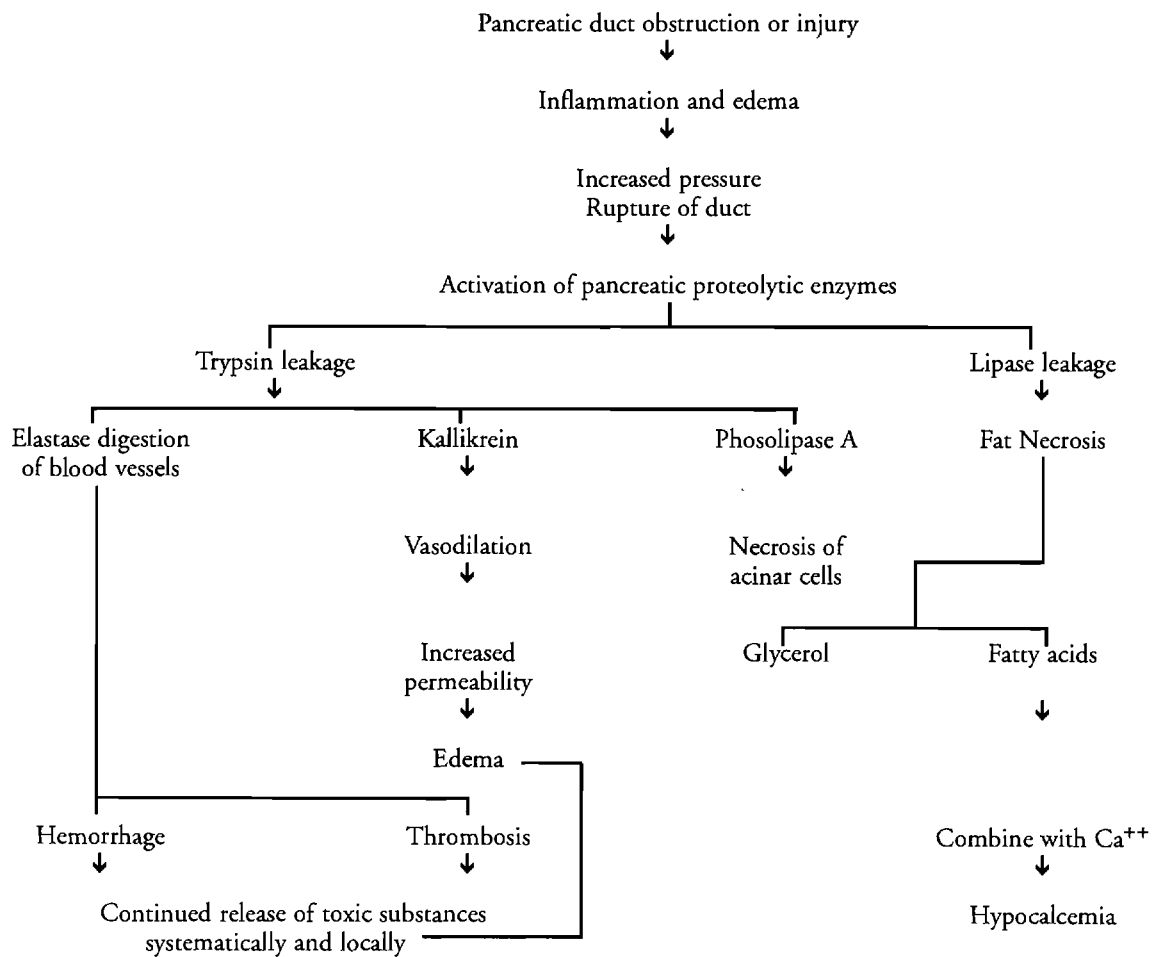 Pancreatic duct obstruction or injury
Inflammation and edema
Increased pressure
Rupture of duct
Activation of pancreatic proteolytic enzymes
Trypsin leakage
Lipase leakage
Elastase digestion
of blood vessels
Kallikrein
Phosolipase A
Fat Necrosis
Vasodilation
Necrosis of
acinar cells
Increased
permeability
Glycerol
Fatty acids
Edema
Hemorrhage
Thrombosis
Combine with Ca++
Continued release of toxic substances
systematically and locally
Hypocalcemia